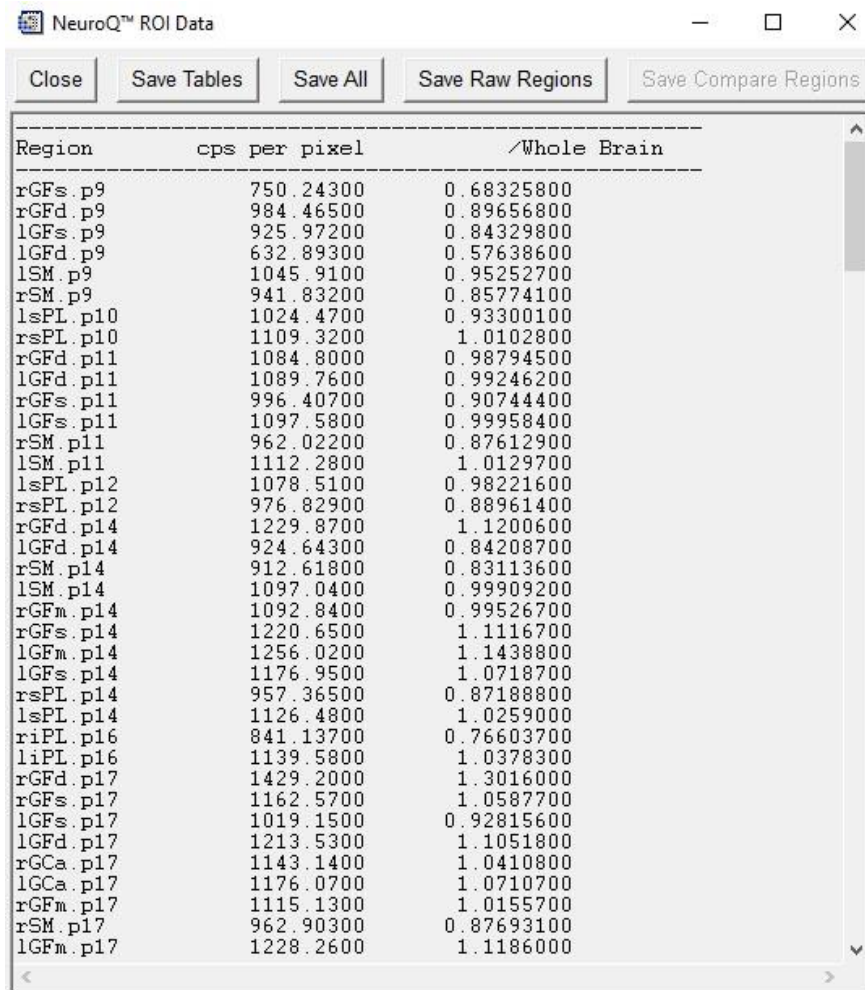 NeuroQ™ ROI Data
Close Save Tables Save All Save Raw Regions Save Compare Regions
Region cps per pixel /Whole Brain
rGFs.p9 750.24300 0.68325800
rGFd.p9 984.46500 0.89656800
lGFs.p9 925.97200 0.84329800
lGFd.p9 632.89300 0.57638600
lSM.p9 1045.9100 0.95252700
rSM.p9 941.83200 0.85774100
lsPL.p10 1024.4700 0.93300100
rsPL.p10 1109.3200 1.0102800
rGFd.p11 1084.8000 0.98794500
lGFd.p11 1089.7600 0.99246200
rGFs.p11 996.40700 0.90744400
lGFs.p11 1097.5800 0.99958400
rSM.p11 962.02200 0.87612900
lSM.p11 1112.2800 1.0129700
lsPL.p12 1078.5100 0.98221600
rsPL.p12 976.82900 0.88961400
rGFd.p14 1229.8700 1.1200600
lGFd.p14 924.64300 0.84208700
rSM.p14 912.61800 0.83113600
lSM.p14 1097.0400 0.99909200
rGFm.p14 1092.8400 0.99526700
rGFs.p14 1220.6500 1.1116700
lGFm.p14 1256.0200 1.1438800
lGFs.p14 1176.9500 1.0718700
rsPL.p14 957.36500 0.87188800
lsPL.p14 1126.4800 1.0259000
riPL.p16 841.13700 0.76603700
liPL.p16 1139.5800 1.0378300
rGFd.p17 1429.2000 1.3016000
rGFs.p17 1162.5700 1.0587700
lGFs.p17 1019.1500 0.92815600
lGFd.p17 1213.5300 1.1051800
rGCa.p17 1143.1400 1.0410800
lGCa.p17 1176.0700 1.0710700
rGFm.p17 1115.1300 1.0155700
rSM.p17 962.90300 0.87693100
lGFm.p17 1228.2600 1.1186000